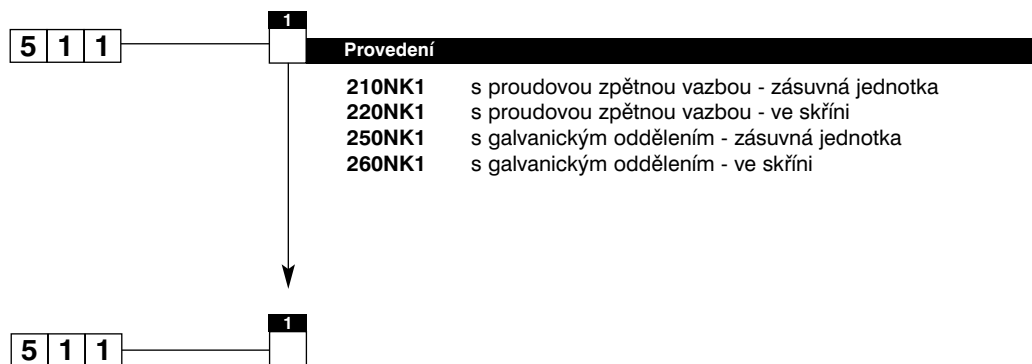 1
5 1 1
Provedení
210NK1 s proudovou zpětnou vazbou - zásuvná jednotka
220NK1 s proudovou zpětnou vazbou - ve skříni
250NK1 s galvanickým oddělením - zásuvná jednotka
260NK1 s galvanickým oddělením - ve skříni
1
5 1 1